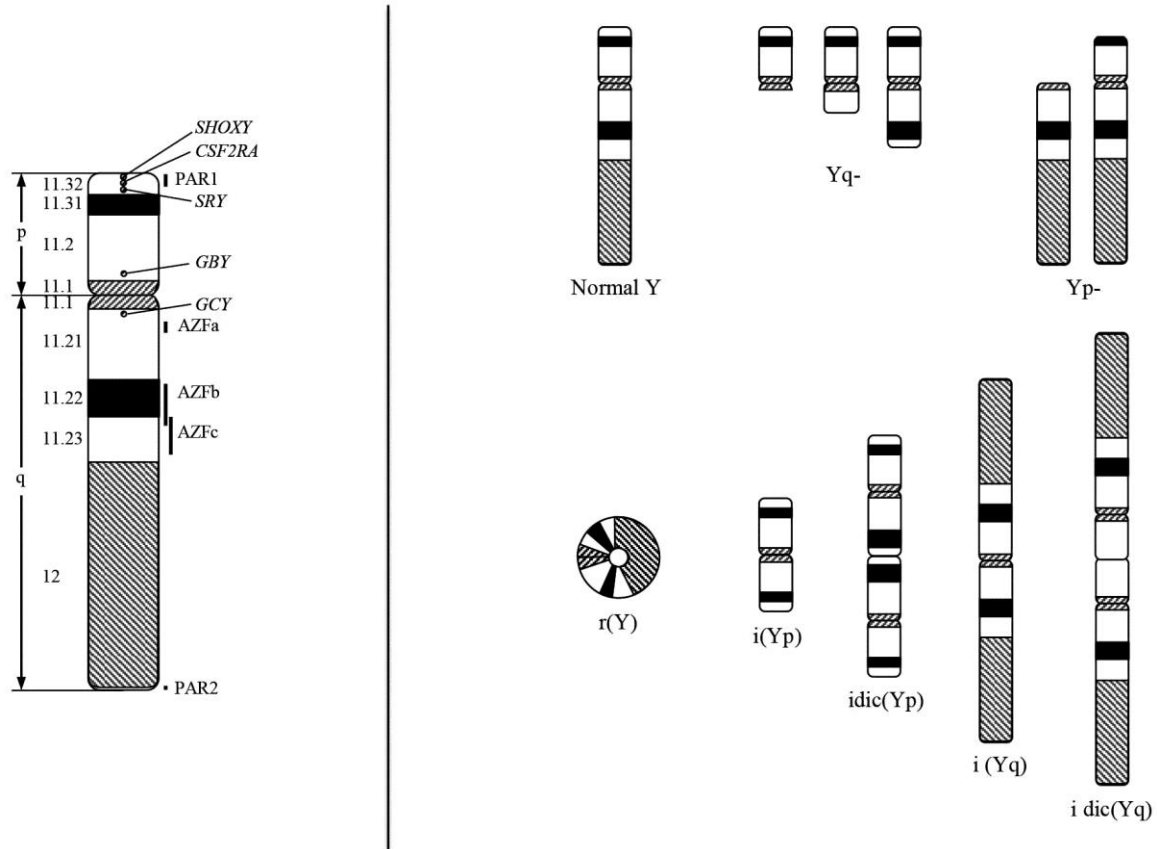 SHOXY
CSF2RA
PAR1
SRY
11.32
11.31
p
11.2
GBY
11.1
11.1
GCY
AZFa
11.21
11.22
AZFb
11.23
AZFc
q
12
PAR2
Normal Y
Yq-
Yp-
r(Y)
i(Yp)
idic(Yp)
i (Yq)
i dic(Yq)